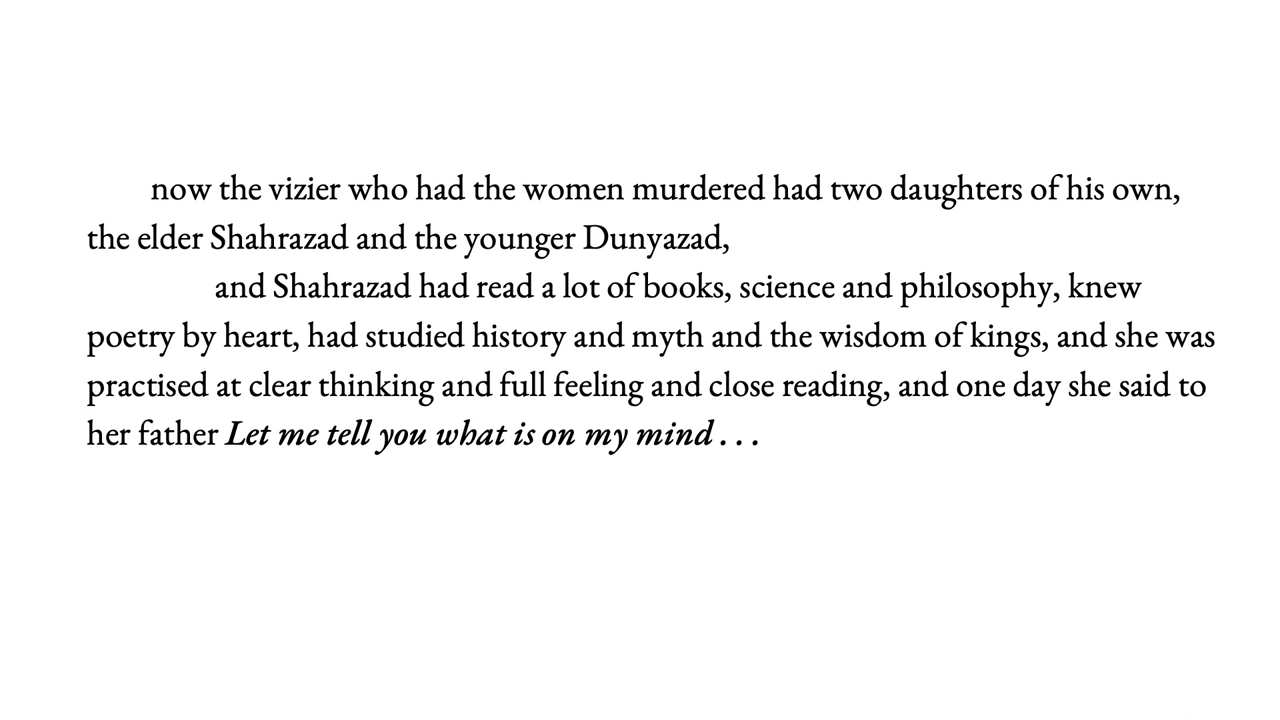 now the vizier who had the women murdered had two daughters of his own,
the elder Shahrazad and the younger Dunyazad,
and Shahrazad had read a lot of books, science and philosophy, knew
poetry by heart, had studied history and myth and the wisdom of kings, and she was
practised at clear thinking and full feeling and close reading, and one day she said to
her father Let me tell you what is on my mind . . .